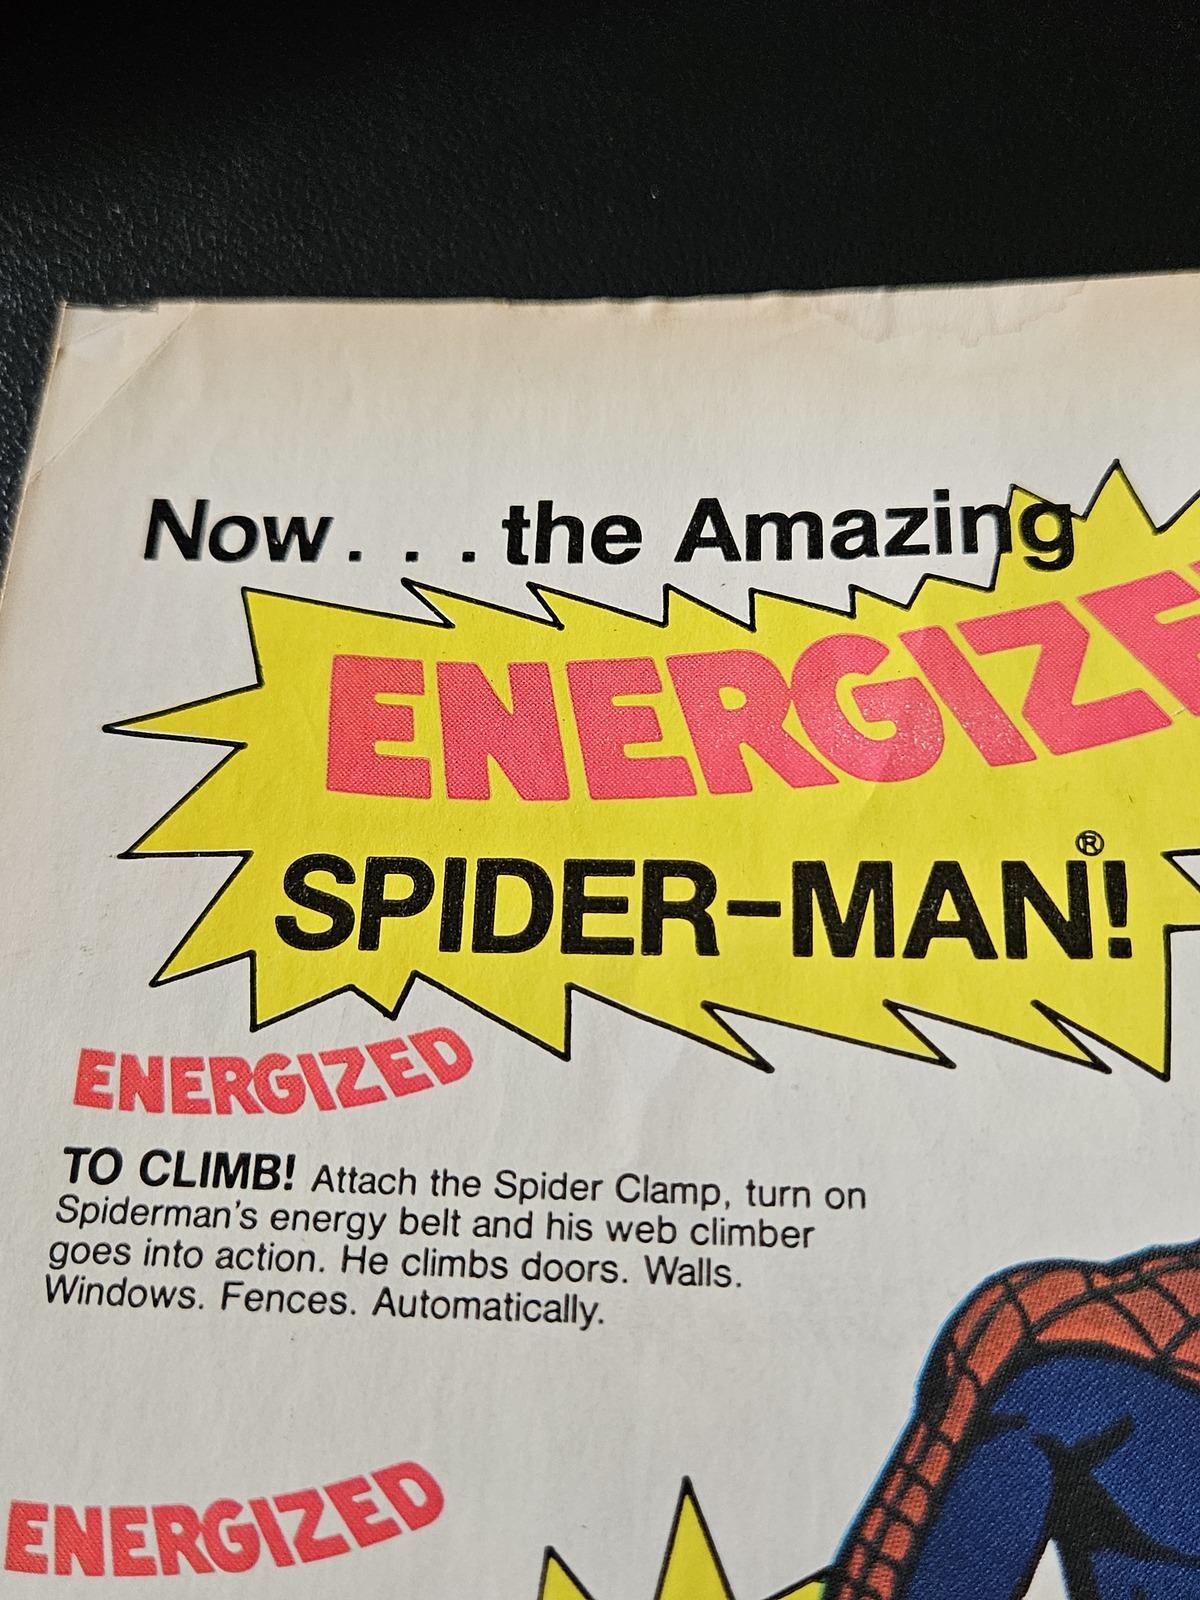 Now. . . the Amazing
ENERGIZE
SPIDER-MAN!®
ENERGIZED
TO CLIMB! Attach the Spider Clamp, turn on
Spiderman's energy belt and his web climber
goes into action. He climbs doors. Walls.
Windows. Fences. Automatically.
ENERGIZED